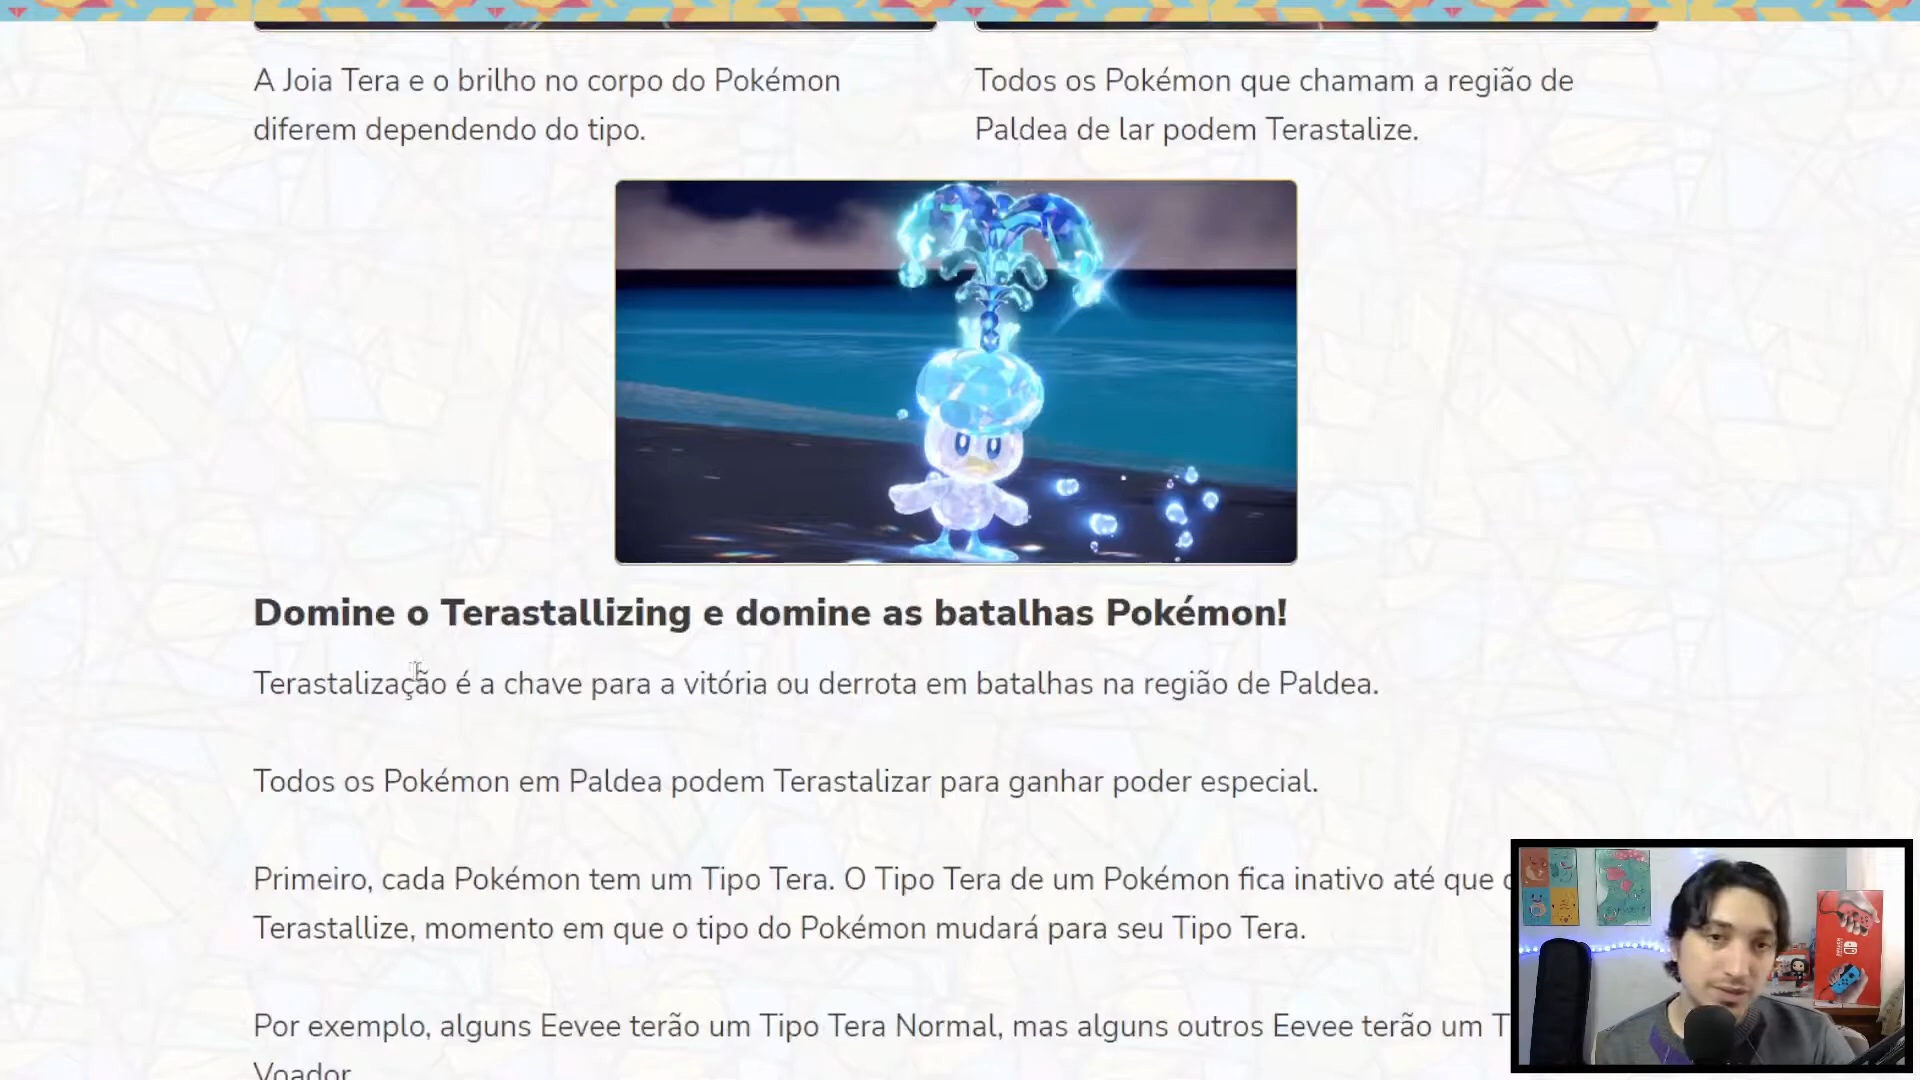 A Joia Tera e o brilho no corpo do Pokémon
diferem dependendo do tipo.
Todos os Pokémon que chamam a região de
Paldea de lar podem Terastalize.
Domine o Terastallizing e domine as batalhas Pokémon!
Terastalização é a chave para a vitória ou derrota em batalhas na região de Paldea.
Todos os Pokémon em Paldea podem Terastalizar para ganhar poder especial.
Primeiro, cada Pokémon tem um Tipo Tera. O Tipo Tera de um Pokémon fica inativo até que
Terastallize, momento em que o tipo do Pokémon mudará para seu Tipo Tera.
Por exemplo, alguns Eevee terão um Tipo Tera Normal, mas alguns outros Eevee terão um
Voador